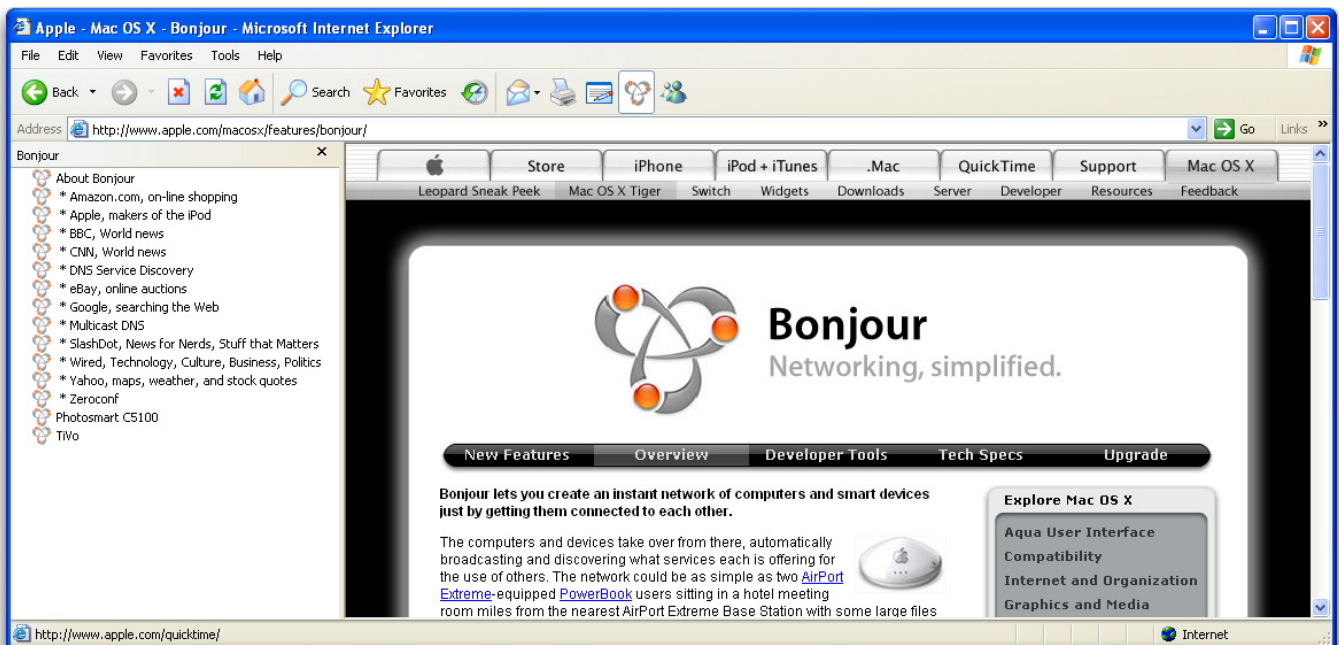 Apple - Mac OS X - Bonjour - Microsoft Internet Explorer
File Edit View Favorites Tools Help
Back Search Favorites
Address http://www.apple.com/macosx/features/bonjour/ Go Links »
Bonjour x
About Bonjour
* Amazon.com, on-line shopping
* Apple, makers of the iPod
* BBC, World news
* CNN, World news
* DNS Service Discovery
* eBay, online auctions
* Google, searching the Web
* Multicast DNS
* SlashDot, News for Nerds, Stuff that Matters
* Wired, Technology, Culture, Business, Politics
* Yahoo, maps, weather, and stock quotes
* Zeroconf
Photosmart C5100
TiVo
Store iPhone iPod + iTunes .Mac QuickTime Support Mac OS X
Leopard Sneak Peek Mac OS X Tiger Switch Widgets Downloads Server Developer Resources Feedback
Bonjour
Networking, simplified.
New Features Overview Developer Tools Tech Specs Upgrade
Bonjour lets you create an instant network of computers and smart devices
just by getting them connected to each other.
The computers and devices take over from there, automatically
broadcasting and discovering what services each is offering for
the use of others. The network could be as simple as two AirPort
Extreme-equipped PowerBook users sitting in a hotel meeting
room miles from the nearest AirPort Extreme Base Station with some large files
Explore Mac OS X
Aqua User Interface
Compatibility
Internet and Organization
Graphics and Media
http://www.apple.com/quicktime/ Internet